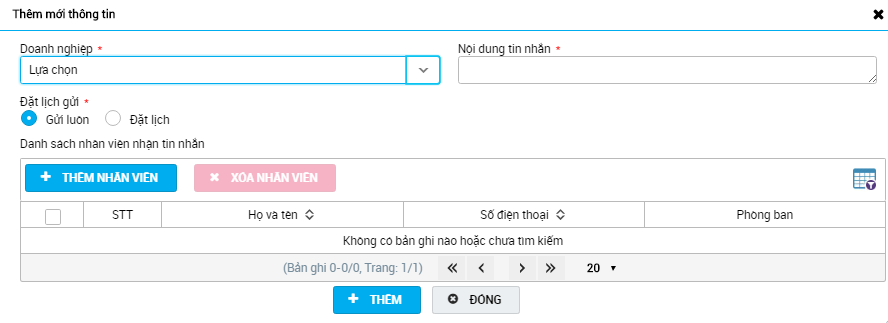 Thêm mới thông tin
Doanh nghiệp *
Nội dung tin nhắn *
Lựa chọn
Đặt lịch gửi *
Gửi luôn
Đặt lịch
Danh sách nhân viên nhận tin nhắn
+ THÊM NHÂN VIÊN
XÓA NHÂN VIÊN
STT
Họ và tên
Số điện thoại
Phòng ban
Không có bản ghi nào hoặc chưa tìm kiếm
(Bản ghi 0-0/0, Trang: 1/1)
20
+ THÊM
ĐÓNG